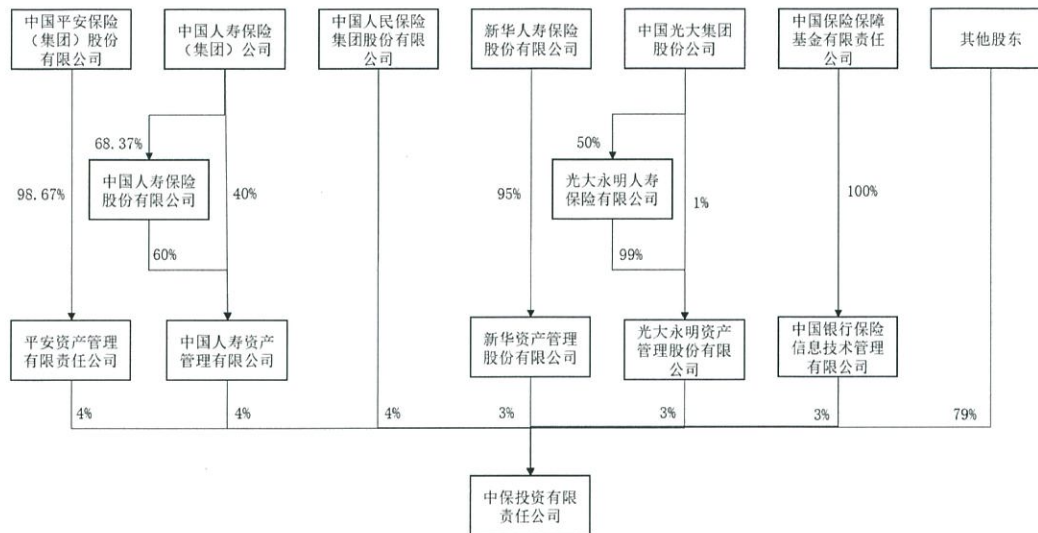 中国平安保险
（集团）股份
有限公司
中国人寿保险
（集团）公司
中国人民保险
集团股份有限
公司
新华人寿保险
股份有限公司
中国光大集团
股份公司
中国保险保障
基金有限责任
公司
其他股东
68.37%
50%
中国人寿保险
股份有限公司
光大永明人寿
保险有限公司
98.67%
40%
95%
1%
100%
60%
99%
平安资产管理
有限责任公司
中国人寿资产
管理有限公司
新华资产管理
股份有限公司
光大永明资产
管理股份有限
公司
中国银行保险
信息技术管理
有限公司
4%
4%
4%
3%
3%
3%
79%
中保投资有限
责任公司